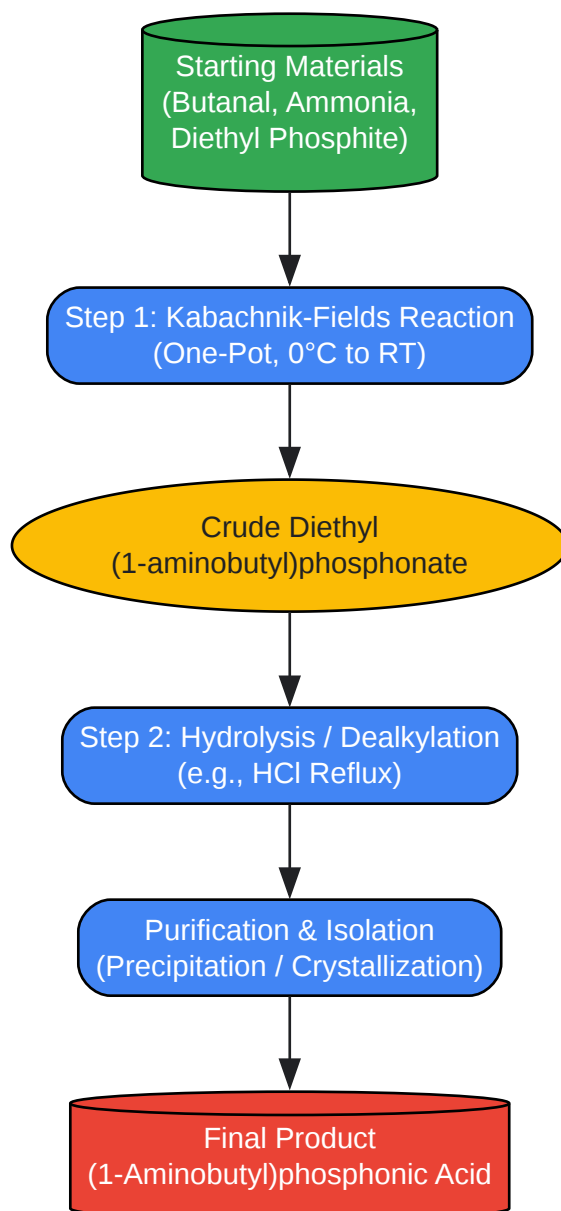 Starting Materials
(Butanal, Ammonia,
Diethyl Phosphite)
Step 1: Kabachnik-Fields Reaction
(One-Pot, 0°C to RT)
Crude Diethyl
(1-aminobutyl)phosphonate
Step 2: Hydrolysis / Dealkylation
(e.g., HCl Reflux)
Purification & Isolation
(Precipitation / Crystallization)
Final Product
(1-Aminobutyl)phosphonic Acid